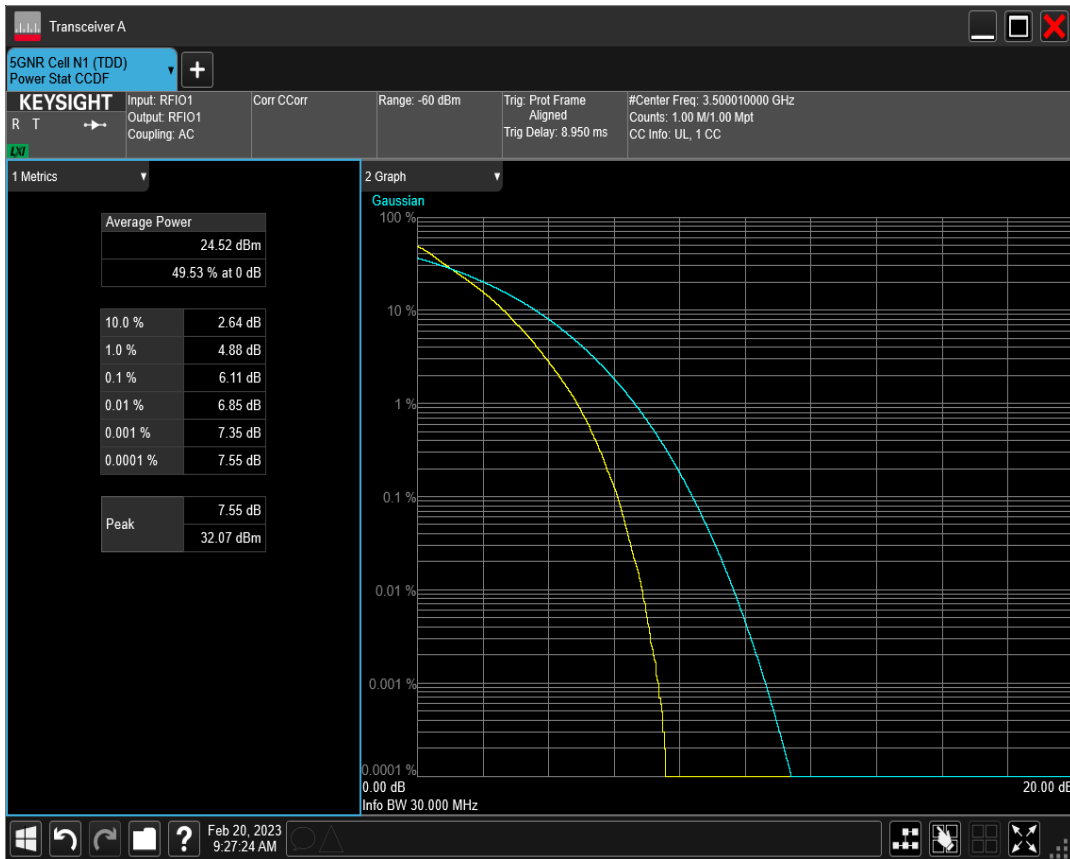 Transceiver A
5GNR Cell N1 (TDD)
Power Stat CCDF
+
KEYSIGHT
R T
LXI
Input: RFIO1
Output: RFIO1
Coupling: AC
Corr CCorr
Range: -60 dBm
Trig: Prot Frame
Aligned
Trig Delay: 8.950 ms
#Center Freq: 3.500010000 GHz
Counts: 1.00 M/1.00 Mpt
CC Info: UL, 1 CC
1 Metrics
Average Power
24.52 dBm
49.53 % at 0 dB
10.0 % 2.64 dB
1.0 % 4.88 dB
0.1 % 6.11 dB
0.01 % 6.85 dB
0.001 % 7.35 dB
0.0001 % 7.55 dB
Peak 7.55 dB
32.07 dBm
2 Graph
Gaussian
100 %
10 %
1 %
0.1 %
0.01 %
0.001 %
0.0001 %
0.00 dB 20.00 dB
Info BW 30.000 MHz
?
Feb 20, 2023
9:27:24 AM